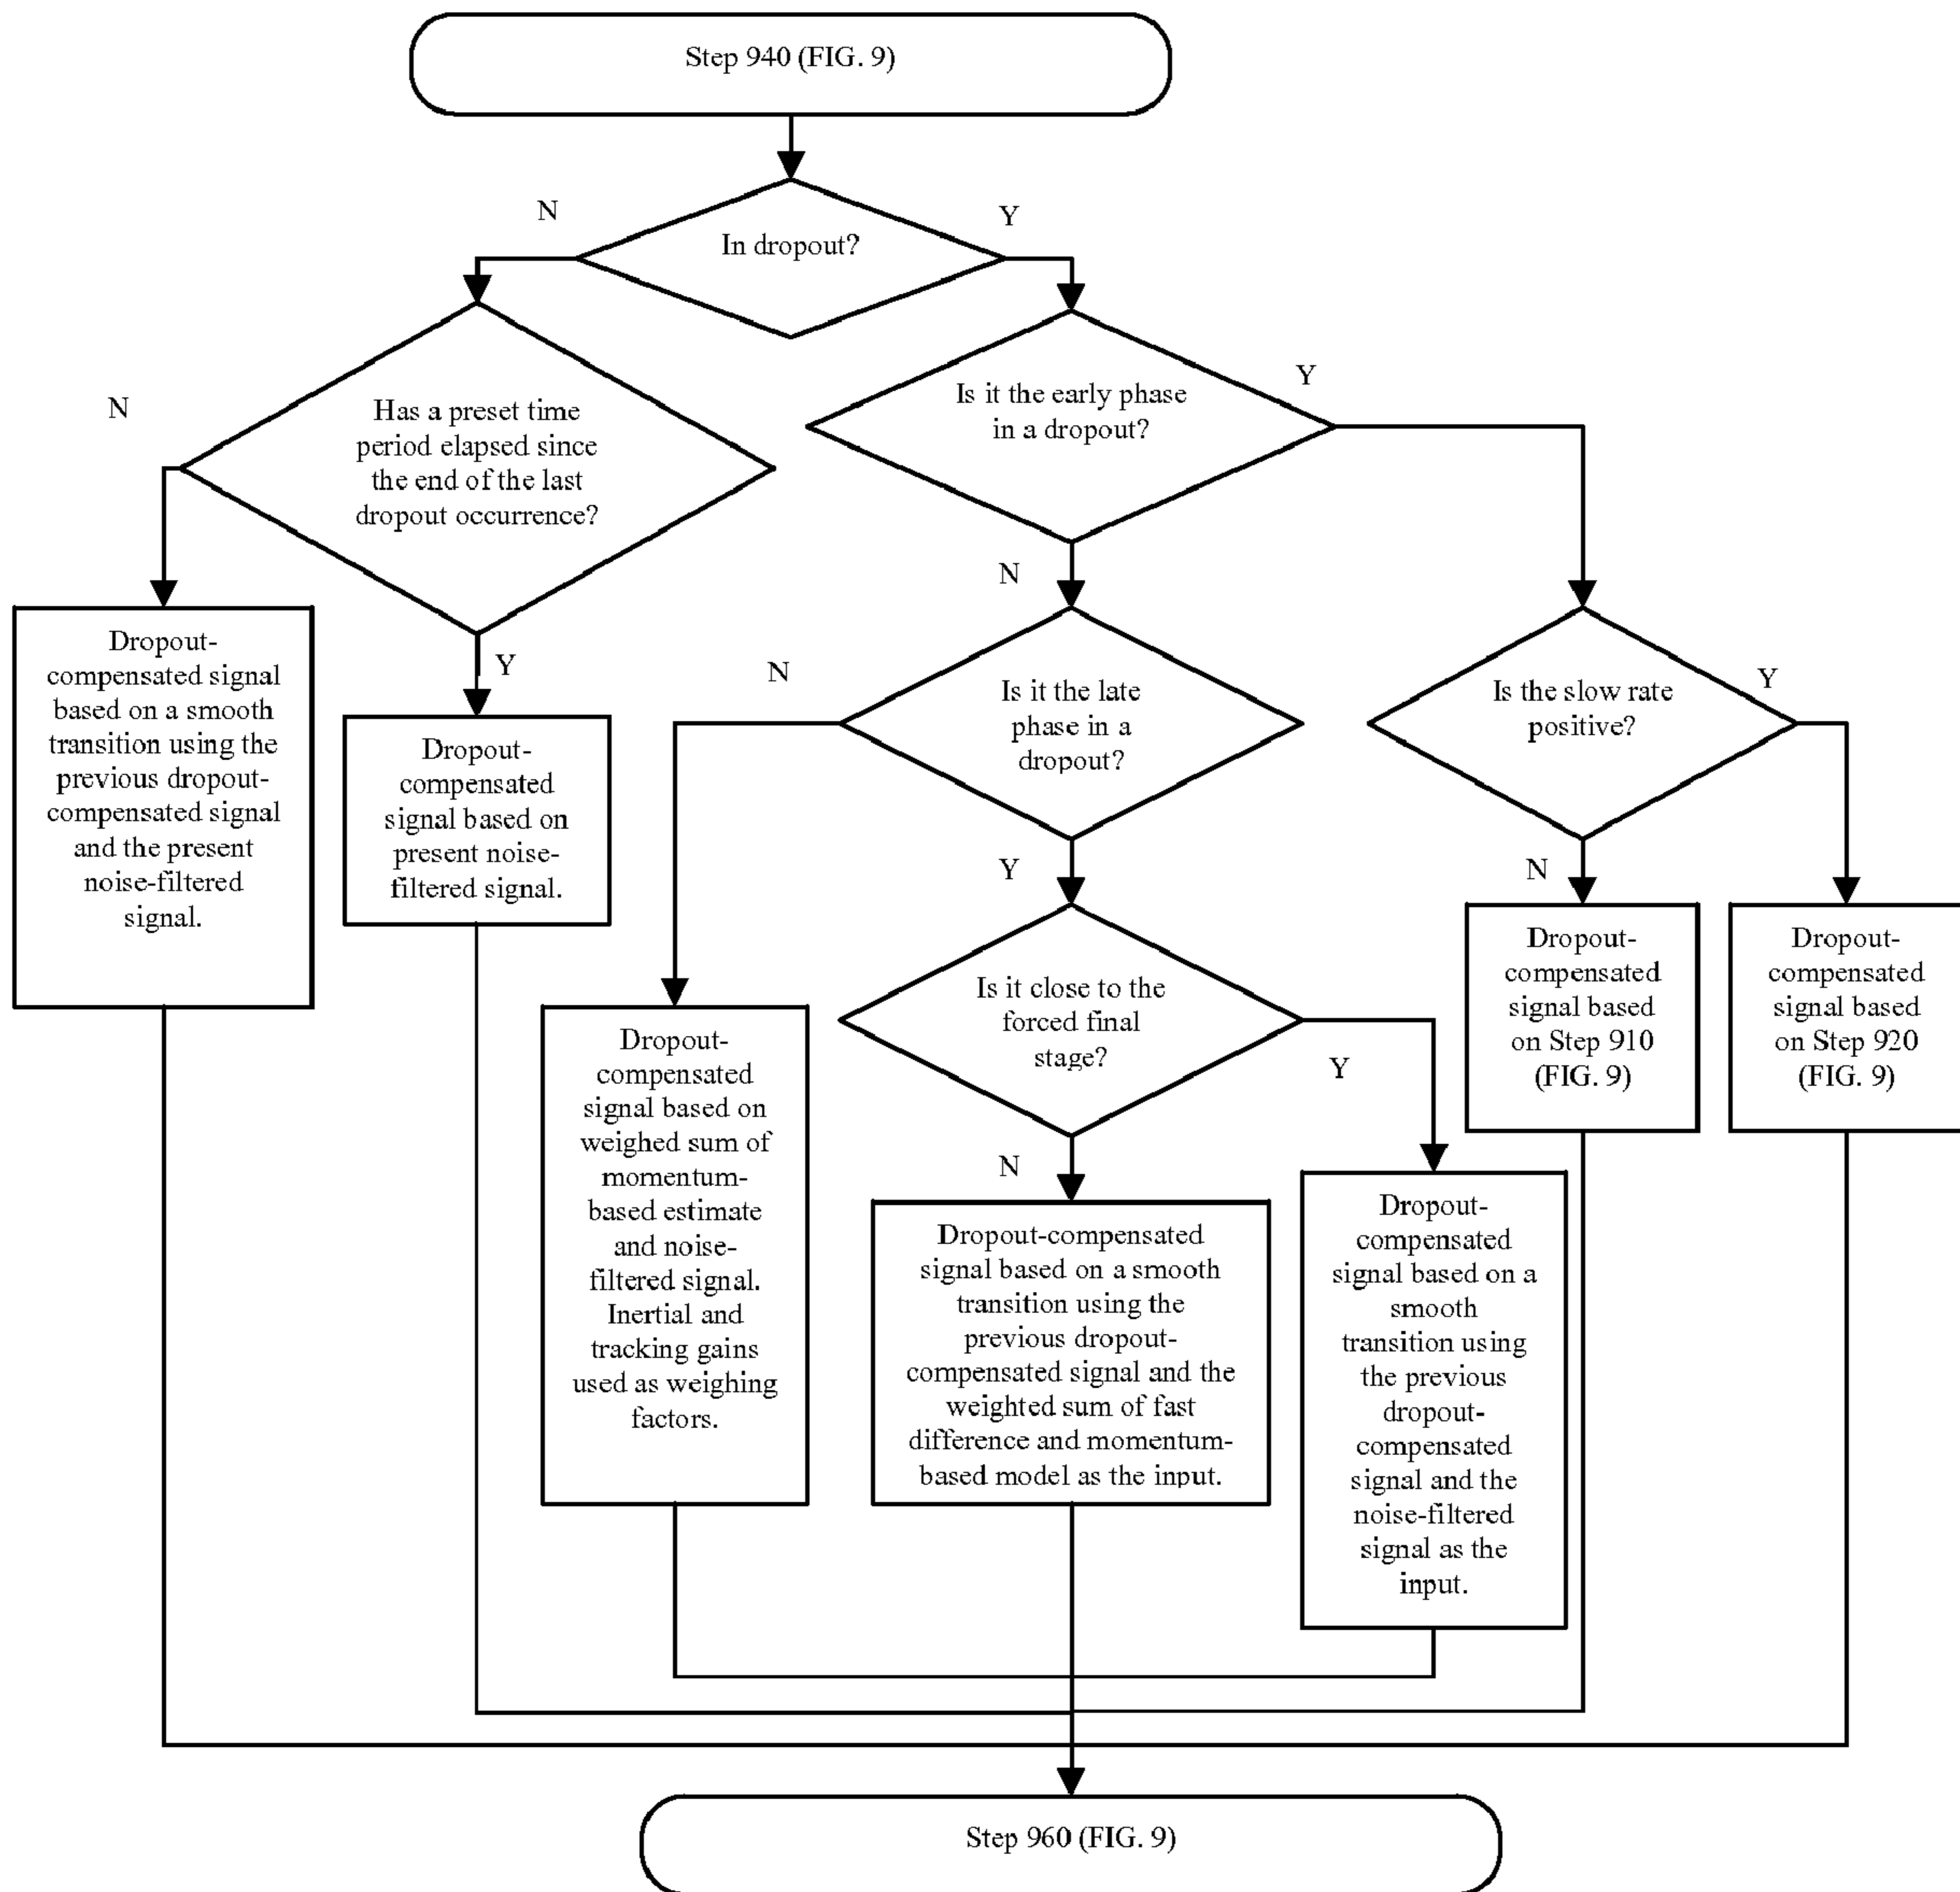 Step 940 (FIG. 9)
N
Y
In dropout?
N
Has a preset time
period elapsed since
the end of the last
dropout occurrence?
Y
Is it the early phase
in a dropout?
Y
N
Dropout-
compensated signal
based on a smooth
transition using the
previous dropout-
compensated signal
and the present
noise-filtered
signal.
Dropout-
compensated
signal based on
present noise-
filtered signal.
N
Is it the late
phase in a
dropout?
Y
Is the slow rate
positive?
Y
N
Dropout-
compensated
signal based on
weighed sum of
momentum-
based estimate
and noise-
filtered signal.
Inertial and
tracking gains
used as weighing
factors.
Is it close to the
forced final
stage?
Y
N
Dropout-
compensated
signal based
on Step 910
(FIG. 9)
Dropout-
compensated
signal based
on Step 920
(FIG. 9)
Dropout-compensated
signal based on a smooth
transition using the
previous dropout-
compensated signal and the
weighted sum of fast
difference and momentum-
based model as the input.
Dropout-
compensated
signal based on a
smooth
transition using
the previous
dropout-
compensated
signal and the
noise-filtered
signal as the
input.
Step 960 (FIG. 9)